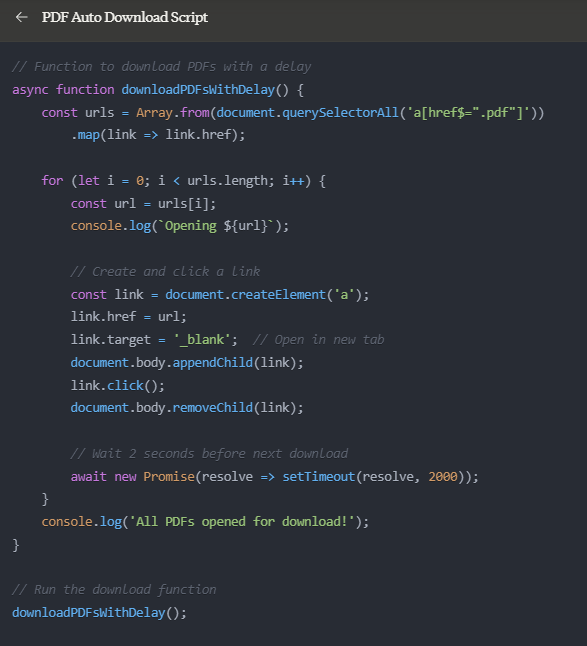 ← PDF Auto Download Script
// Function to download PDFs with a delay
async function downloadPDFsWithDelay() {
    const urls = Array.from(document.querySelectorAll('a[href$=".pdf"]'))
        .map(link => link.href);

    for (let i = 0; i < urls.length; i++) {
        const url = urls[i];
        console.log(`Opening ${url}`);

        // Create and click a link
        const link = document.createElement('a');
        link.href = url;
        link.target = '_blank';  // Open in new tab
        document.body.appendChild(link);
        link.click();
        document.body.removeChild(link);

        // Wait 2 seconds before next download
        await new Promise(resolve => setTimeout(resolve, 2000));
    }
    console.log('All PDFs opened for download!');
}

// Run the download function
downloadPDFsWithDelay();